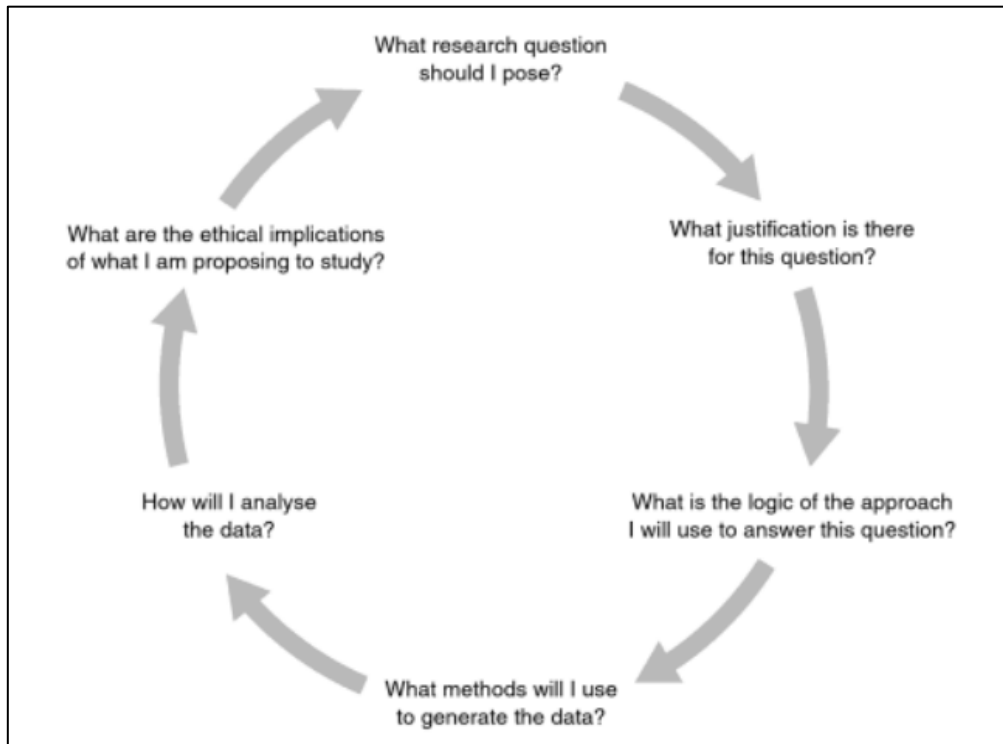 What research question
should I pose?
What justification is there
for this question?
What is the logic of the approach
I will use to answer this question?
What methods will I use
to generate the data?
How will I analyse
the data?
What are the ethical implications
of what I am proposing to study?